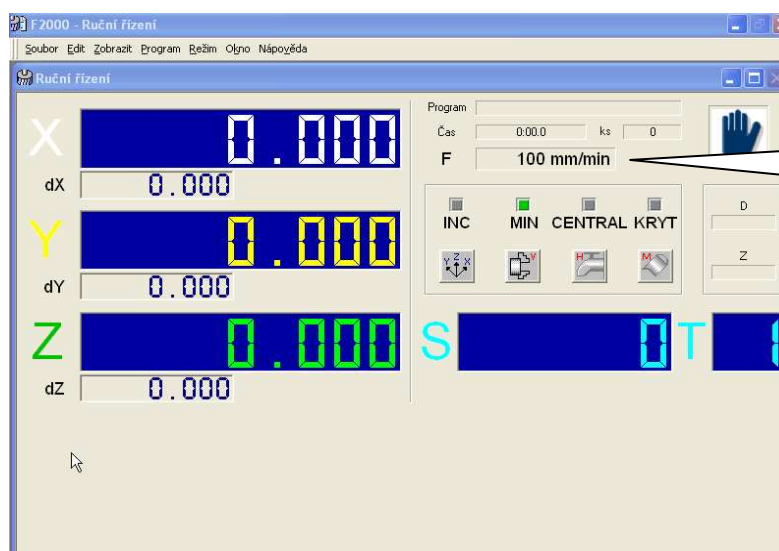 F2000 - Ruční řízení
Soubor Edit Zobrazit Program Režim Okno Nápověda
Ruční řízení
X 0.000
dX 0.000
Y 0.000
dY 0.000
Z 0.000
dZ 0.000
Program
Čas 0:00.0 ks 0
F 100 mm/min
INC MIN CENTRAL KRYT
Y Z X
V
H
M
D
Z
S 0 T